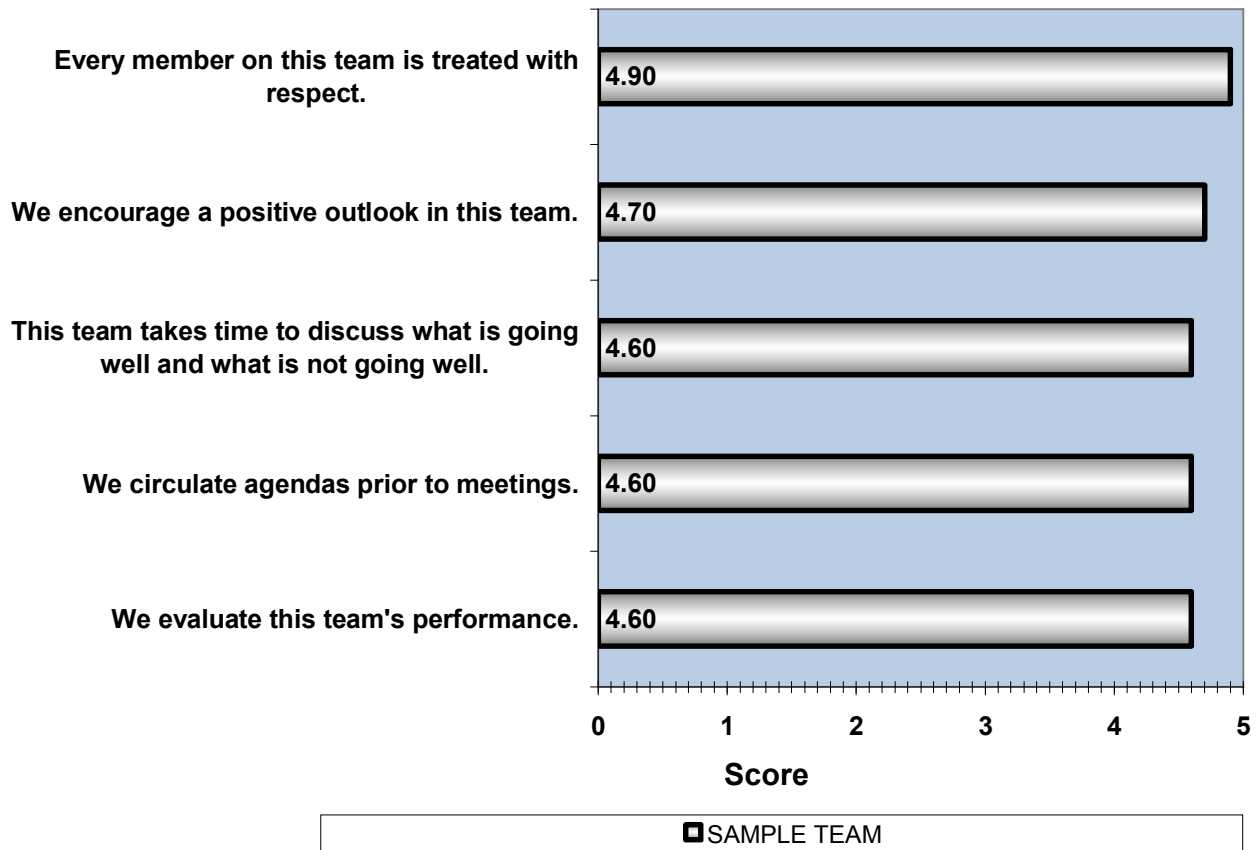 Every member on this team is treated with
respect.
4.90
We encourage a positive outlook in this team.
4.70
This team takes time to discuss what is going
well and what is not going well.
4.60
We circulate agendas prior to meetings.
4.60
We evaluate this team's performance.
4.60
0 1 2 3 4 5
Score
SAMPLE TEAM